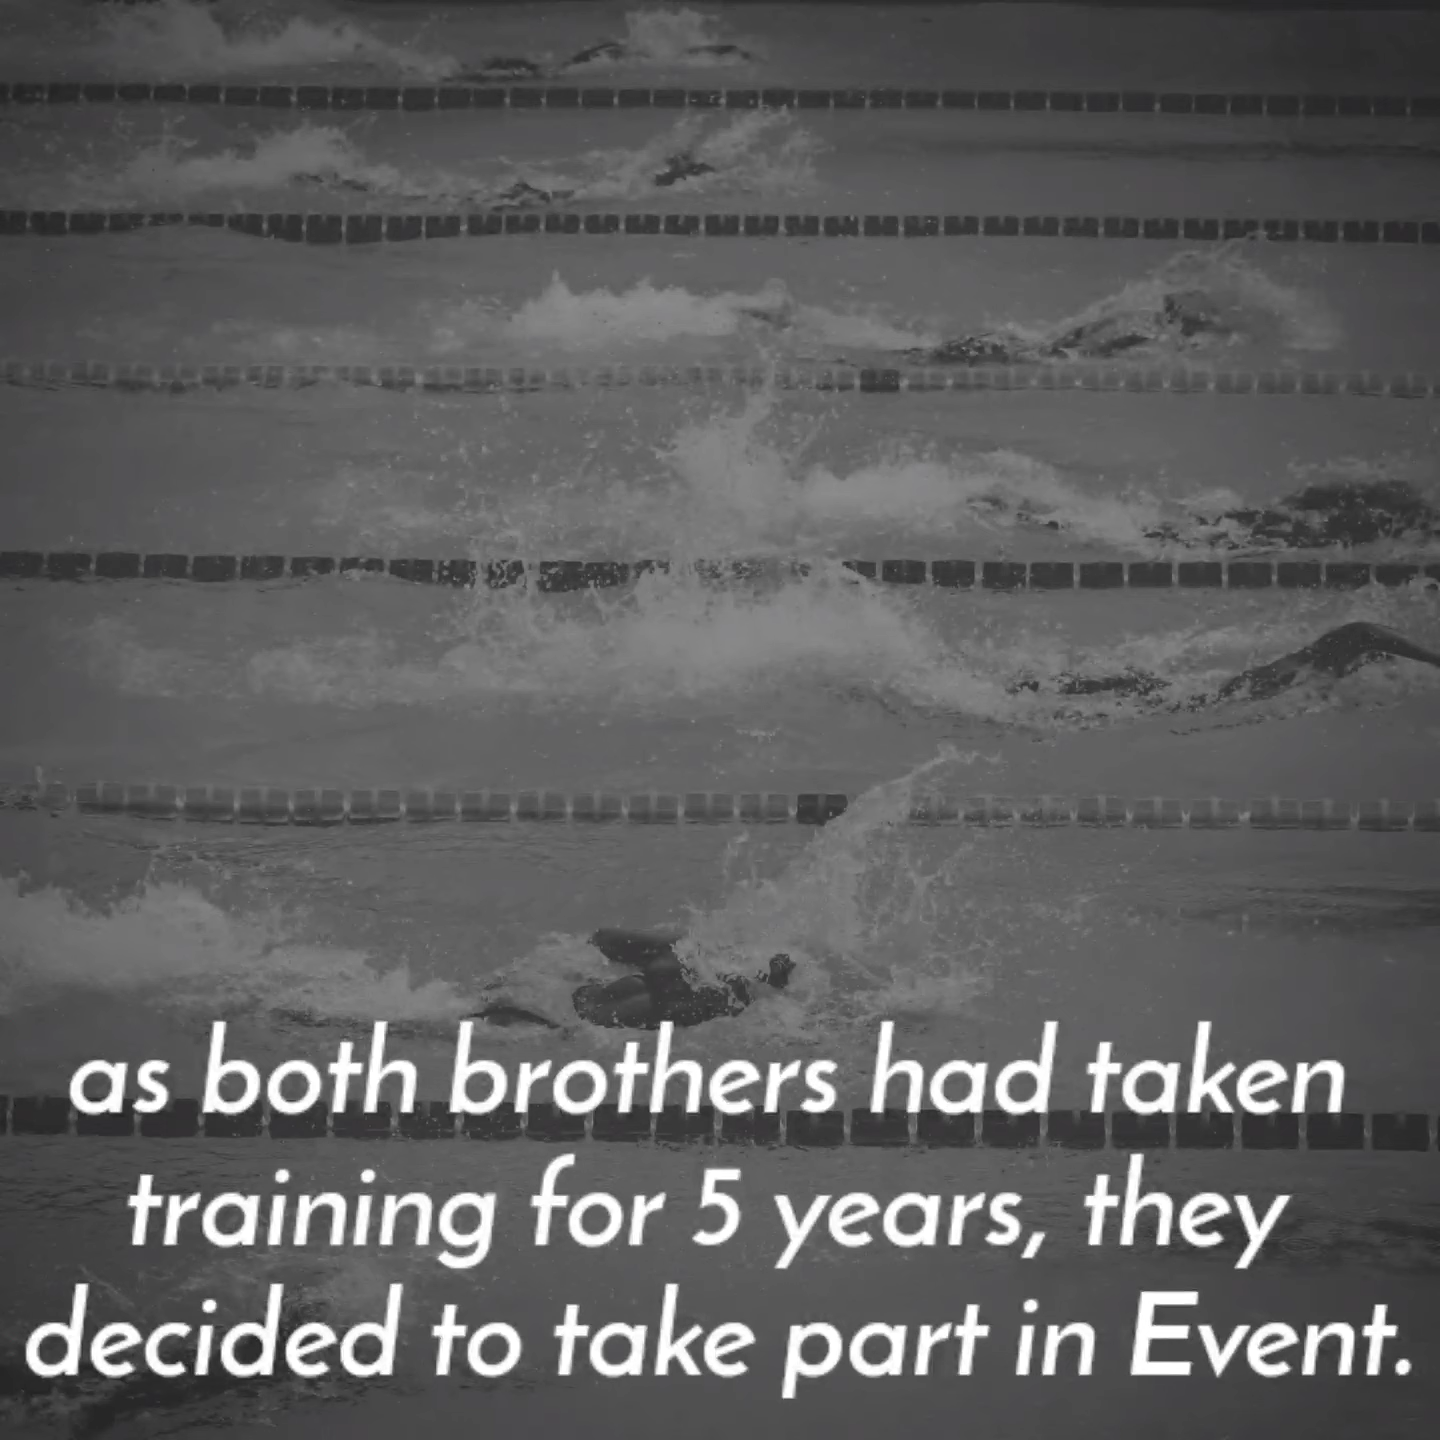 as both brothers had taken
training for 5 years, they
decided to take part in Event.